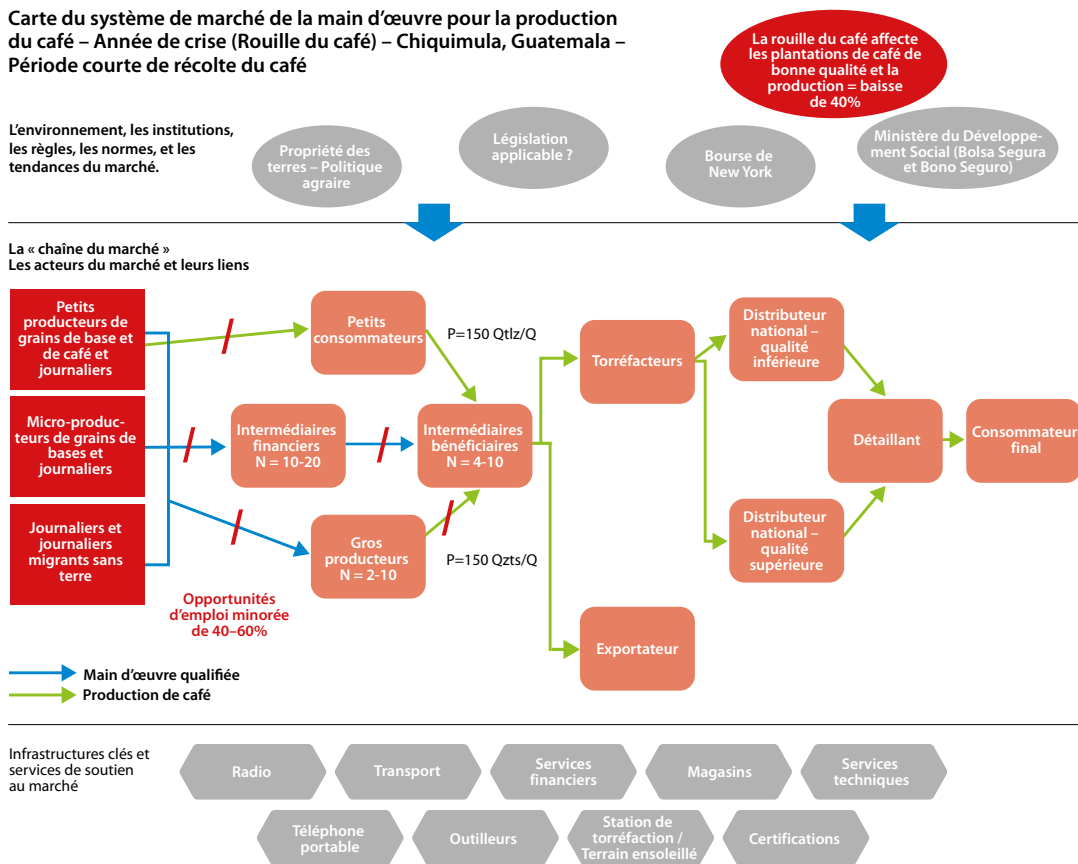 Carte du système de marché de la main d’œuvre pour la production
du café – Année de crise (Rouille du café) – Chiquimula, Guatemala –
Période courte de récolte du café
La rouille du café affecte
les plantations de café de
bonne qualité et la
production = baisse
de 40%
L’environnement, les institutions,
les règles, les normes, et les
tendances du marché.
Propriété des
terres – Politique
agraire
Législation
applicable ?
Bourse de
New York
Ministère du Développe-
ment Social (Bolsa Segura
et Bono Seguro)
La « chaîne du marché »
Les acteurs du marché et leurs liens
Petits
producteurs de
grains de base et
de café et
journaliers
Micro-produc-
teurs de grains de
bases et
journaliers
Journaliers et
journaliers
migrants sans
terre
Petits
consommateurs
P=150 Qtlz/Q
Intermédiaires
financiers
N = 10-20
Intermédiaires
bénéficiaires
N = 4-10
Gros
producteurs
N = 2-10
P=150 Qzts/Q
Opportunités
d’emploi minorée
de 40–60%
Torréfacteurs
Exportateur
Distributeur
national –
qualité
inférieure
Distributeur
national –
qualité
supérieure
Détaillant
Consommateur
final
Main d’œuvre qualifiée
Production de café
Infrastructures clés et
services de soutien
au marché
Radio
Transport
Services
financiers
Magasins
Services
techniques
Téléphone
portable
Outilleurs
Station de
torréfaction /
Terrain ensoleillé
Certifications